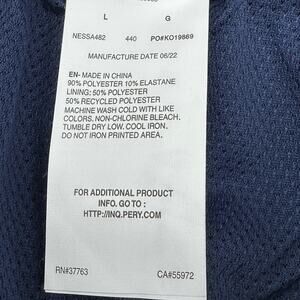 L G
NESSA482 440 PO#KO19869
MANUFACTURE DATE 06/22
EN- MADE IN CHINA
90% POLYESTER 10% ELASTANE
LINING: 50% POLYESTER
50% RECYCLED POLYESTER
MACHINE WASH COLD WITH LIKE
COLORS. NON-CHLORINE BLEACH.
TUMBLE DRY LOW. COOL IRON.
DO NOT IRON PRINTED AREA.
FOR ADDITIONAL PRODUCT
INFO. GO TO :
HTTP://INQ.PERY.COM
RN#37763 CA#55972